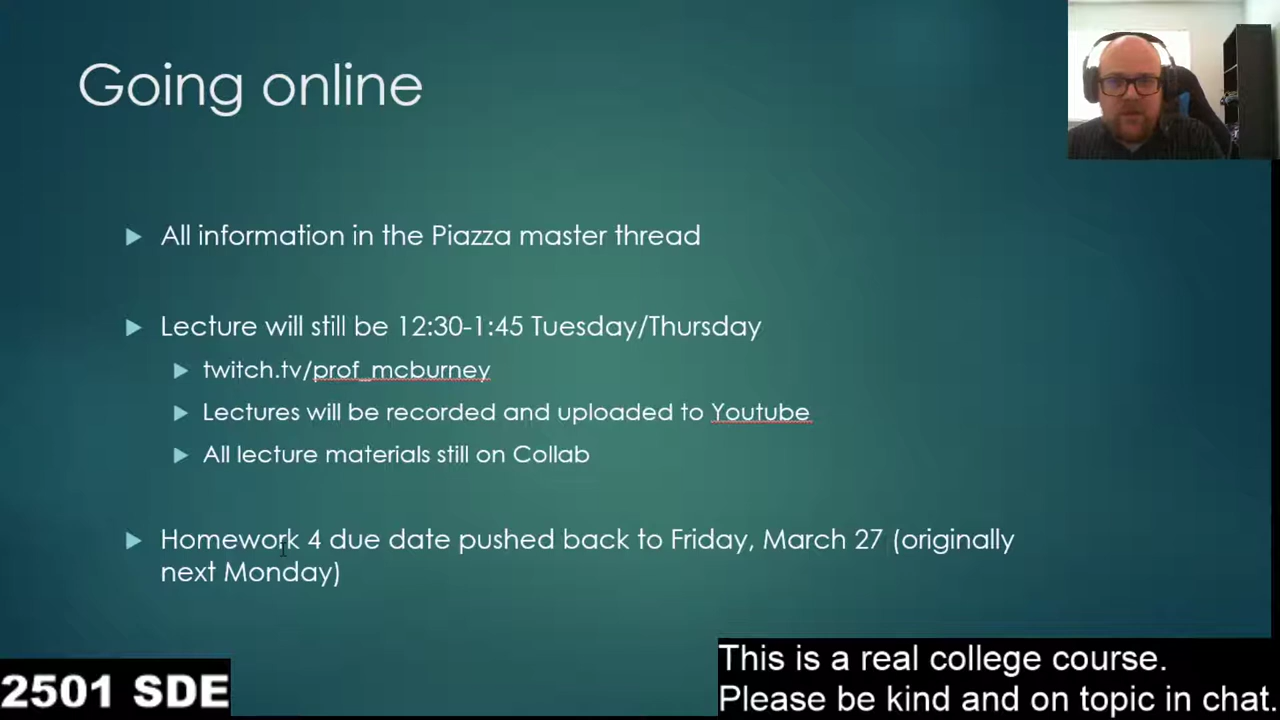 Going online
All information in the Piazza master thread
Lecture will still be 12:30-1:45 Tuesday/Thursday
twitch.tv/prof_mcburney
Lectures will be recorded and uploaded to Youtube
All lecture materials still on Collab
Homework 4 due date pushed back to Friday, March 27 (originally
next Monday)
2501 SDE
This is a real college course.
Please be kind and on topic in chat.